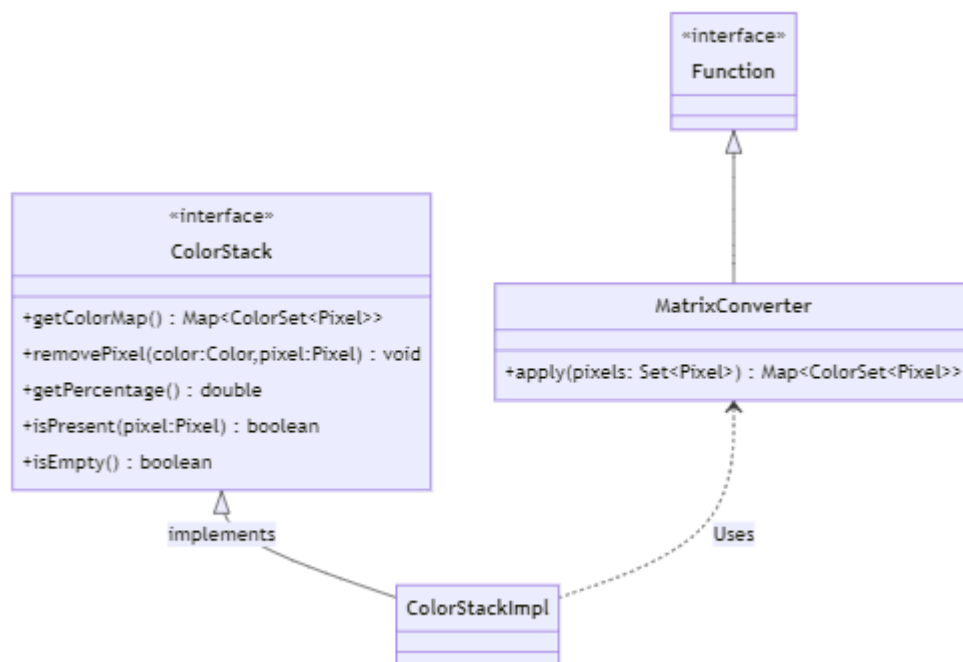 «interface»
Function
«interface»
ColorStack
+getColorMap() : Map<ColorSet<Pixel>>
+removePixel(color:Color,pixel:Pixel) : void
+getPercentage() : double
+isPresent(pixel:Pixel) : boolean
+isEmpty() : boolean
MatrixConverter
+apply(pixels: Set<Pixel>) : Map<ColorSet<Pixel>>
implements
Uses
ColorStackImpl